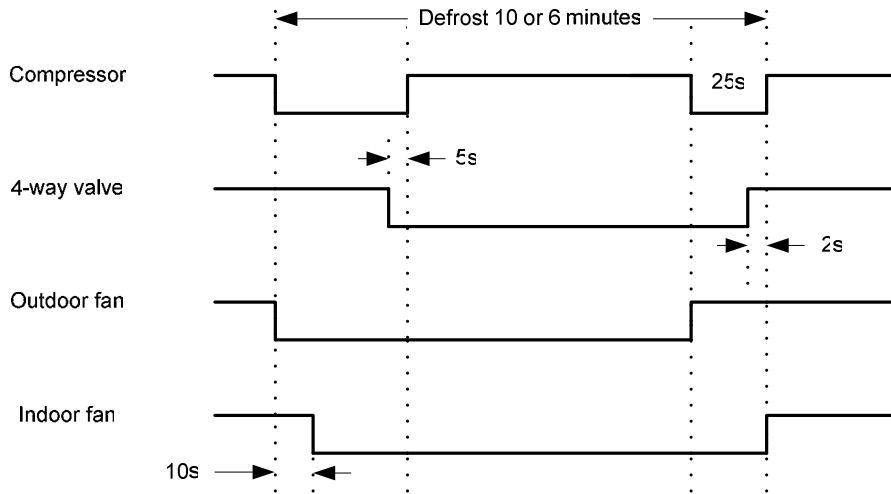 Defrost 10 or 6 minutes
Compressor
25s
5s
4-way valve
2s
Outdoor fan
Indoor fan
10s